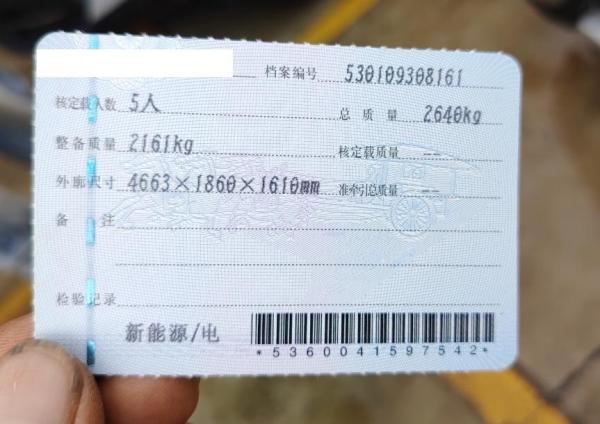 档案编号 530109308161
核定载人数 5人 总质量 2640kg
整备质量 2161kg 核定载质量 --
外廓尺寸 4663×1860×1610mm 准牵引总质量 --
备注
检验记录
新能源/电
*5360041597542*